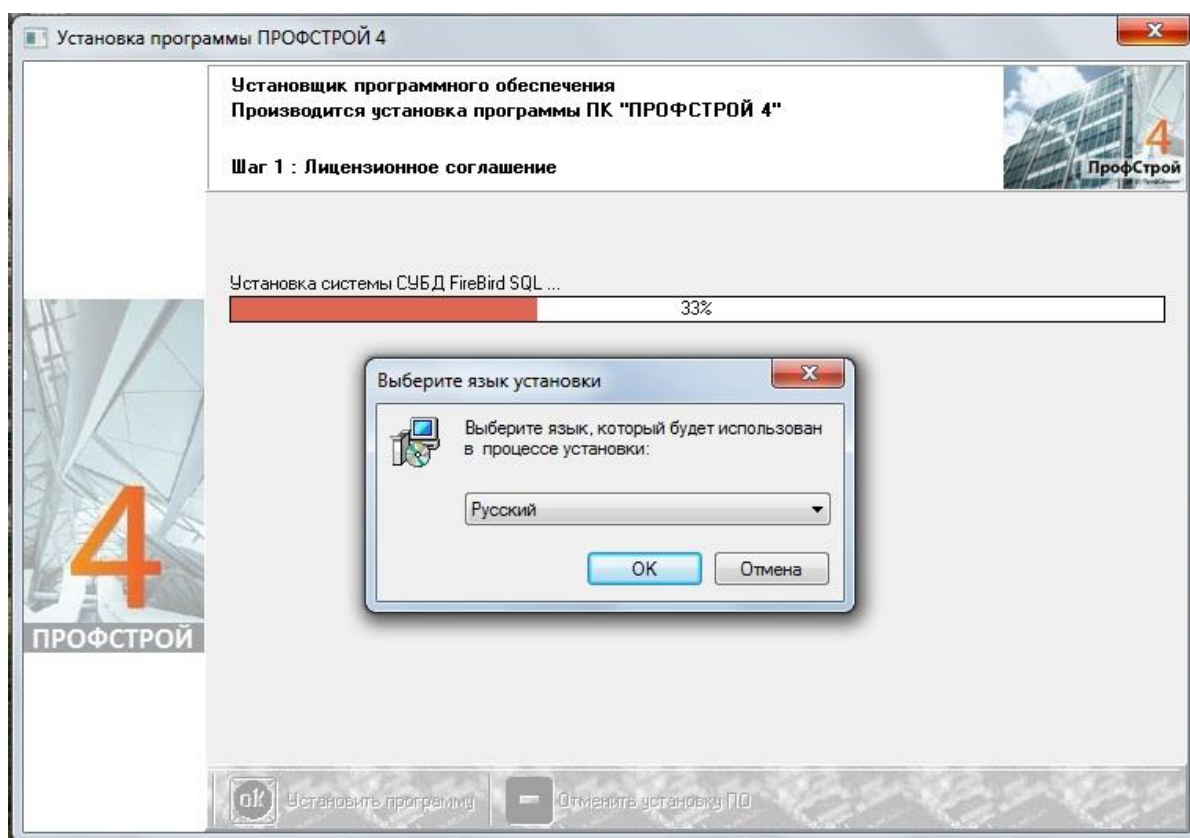 Установка программы ПРОФСТРОЙ 4
Установщик программного обеспечения
Производится установка программы ПК "ПРОФСТРОЙ 4"
Шаг 1 : Лицензионное соглашение
4
ПрофСтрой
Установка системы СУБД FireBird SQL ...
33%
Выберите язык установки
Выберите язык, который будет использован
в процессе установки:
Русский
OK
Отмена
4
ПРОФСТРОЙ
ok
Установить программу
Отменить установку ПО